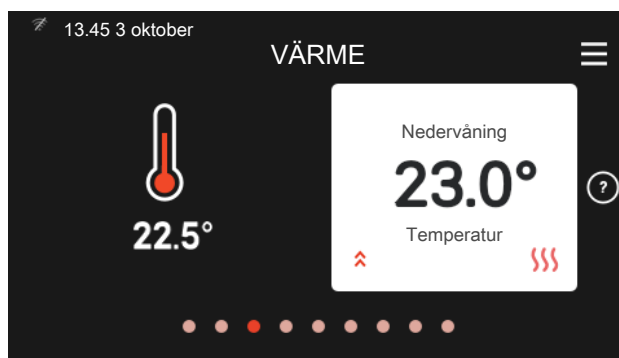 13.45 3 oktober
VÄRME
22.5°
Nedervåning
23.0°
Temperatur
?